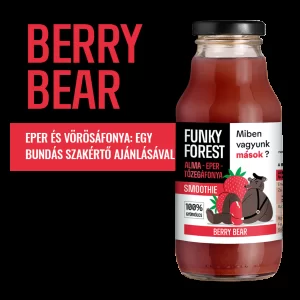 BERRY
BEAR
EPER ÉS VÖRÖSÁFONYA: EGY
BUNDÁS SZAKÉRTŐ AJÁNLÁSÁVAL
FUNKY
FOREST
ALMA-EPER-
TŐZEGÁFONYA
SMOOTHIE
100%
BERRY BEAR
Miben
vagyunk
mások?